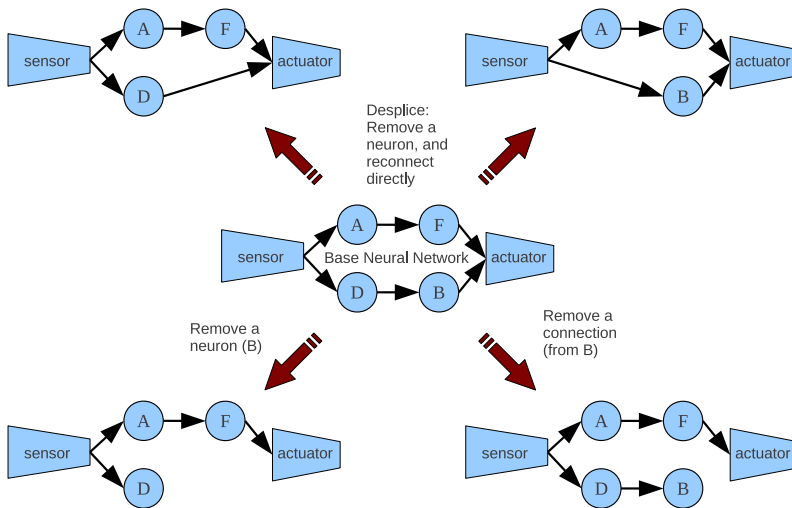 A
F
A
F
sensor
actuator
sensor
actuator
D
B
Desplice:
Remove a
neuron, and
reconnect
directly
A
F
sensor
Base Neural Network
actuator
D
B
Remove a
neuron (B)
Remove a
connection
(from B)
A
F
A
F
sensor
actuator
sensor
actuator
D
D
B